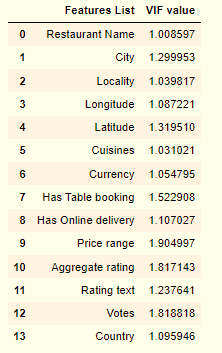 Features List VIF value
0 Restaurant Name 1.008597
1 City 1.299953
2 Locality 1.039817
3 Longitude 1.087221
4 Latitude 1.319510
5 Cuisines 1.031021
6 Currency 1.054795
7 Has Table booking 1.522908
8 Has Online delivery 1.107027
9 Price range 1.904997
10 Aggregate rating 1.817143
11 Rating text 1.237641
12 Votes 1.818818
13 Country 1.095946